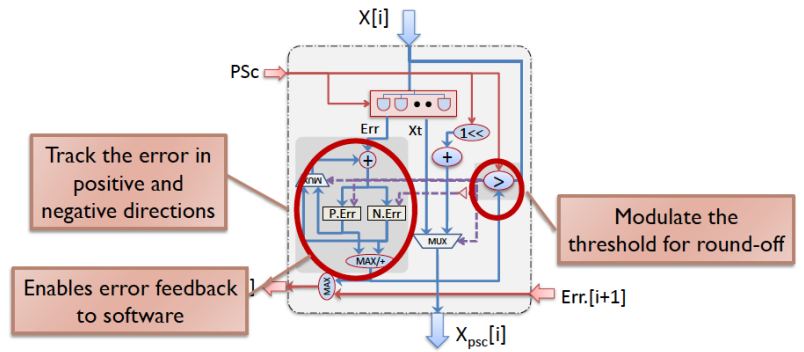 X[i]
PSc
Err
Xt
1<<
+
+
MUX
>
P.Err
N.Err
MUX
MAX/+
MAX
]
Err.[i+1]
Xpsc[i]
Track the error in
positive and
negative directions
Enables error feedback
to software
Modulate the
threshold for round-off